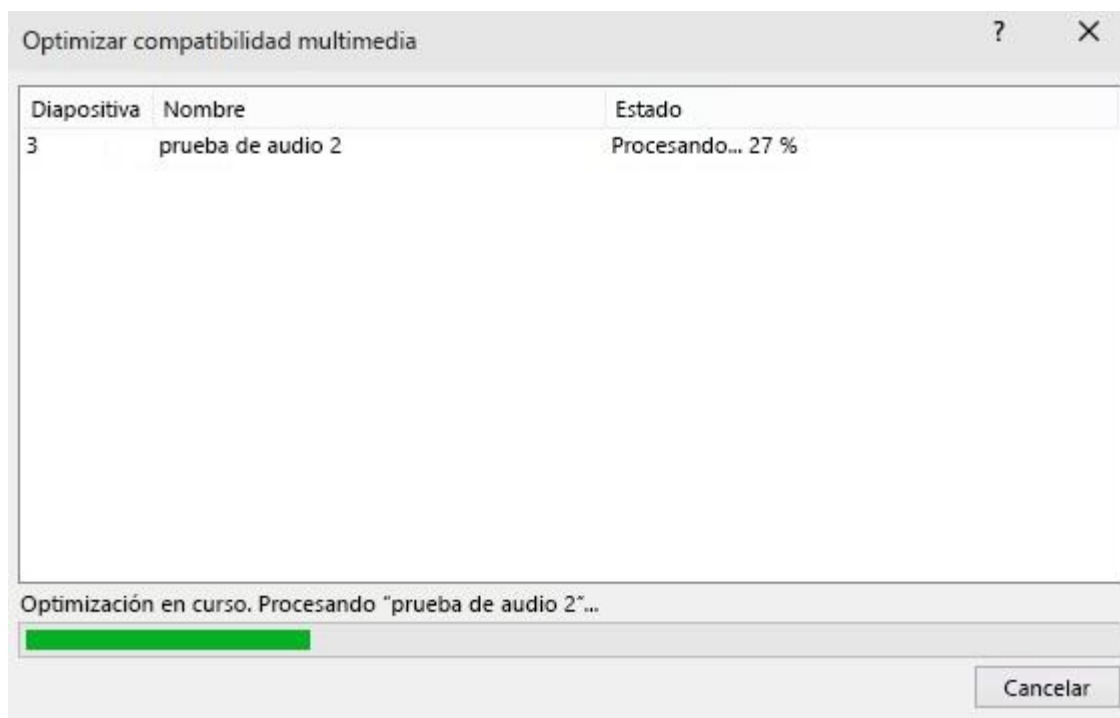 Optimizar compatibilidad multimedia ? X
Diapositiva Nombre Estado
3 prueba de audio 2 Procesando... 27 %
Optimización en curso. Procesando "prueba de audio 2"...
Cancelar